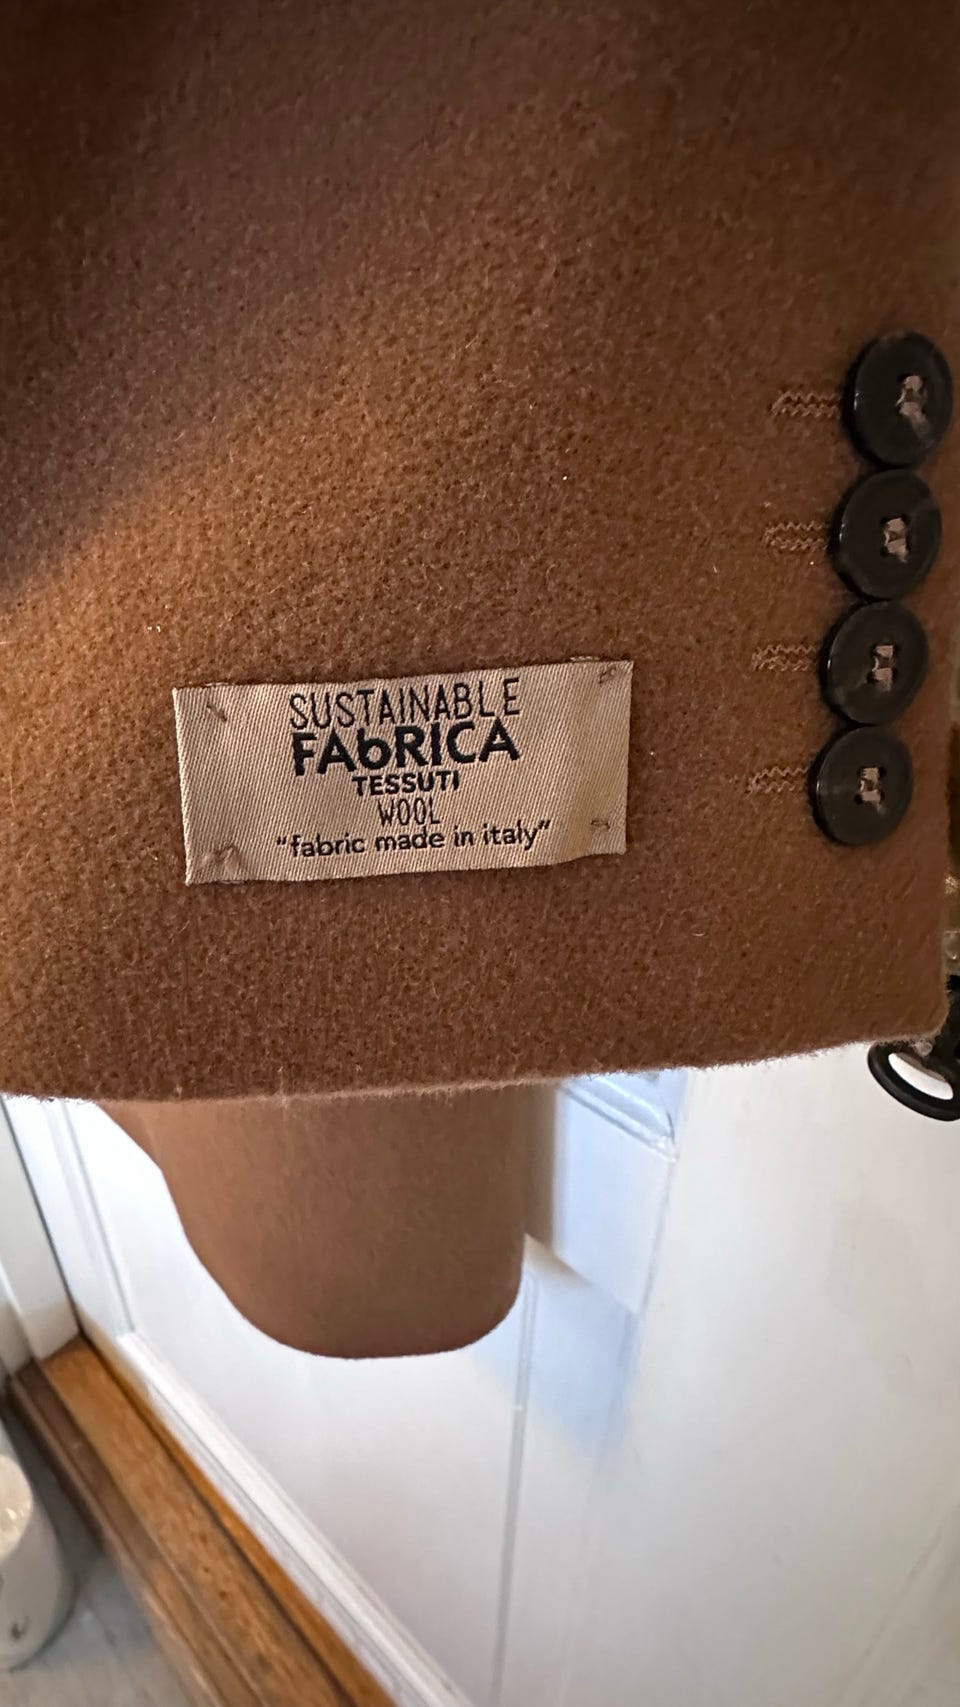 SUSTAINABLE
FAbRICA
TESSUTI
WOOL
“fabric made in italy”